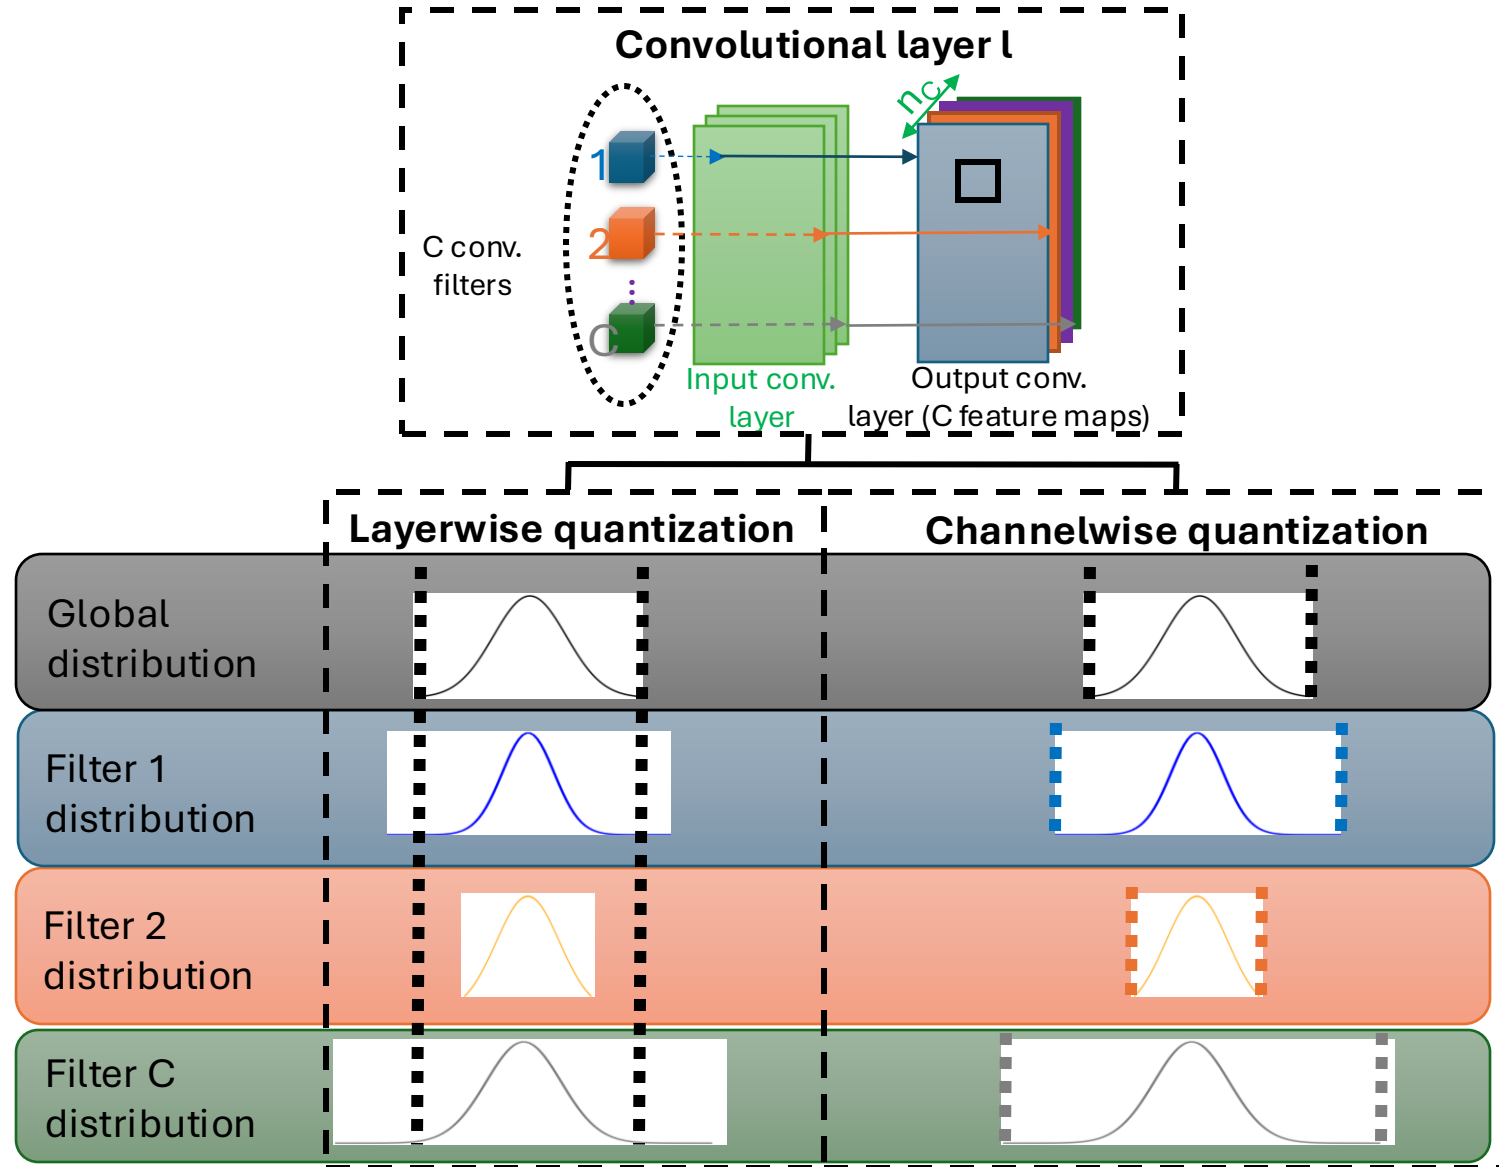 Convolutional layer l
n_C
1
2
C
C conv.
filters
Input conv.
layer
Output conv.
layer (C feature maps)
Layerwise quantization
Channelwise quantization
Global
distribution
Filter 1
distribution
Filter 2
distribution
Filter C
distribution